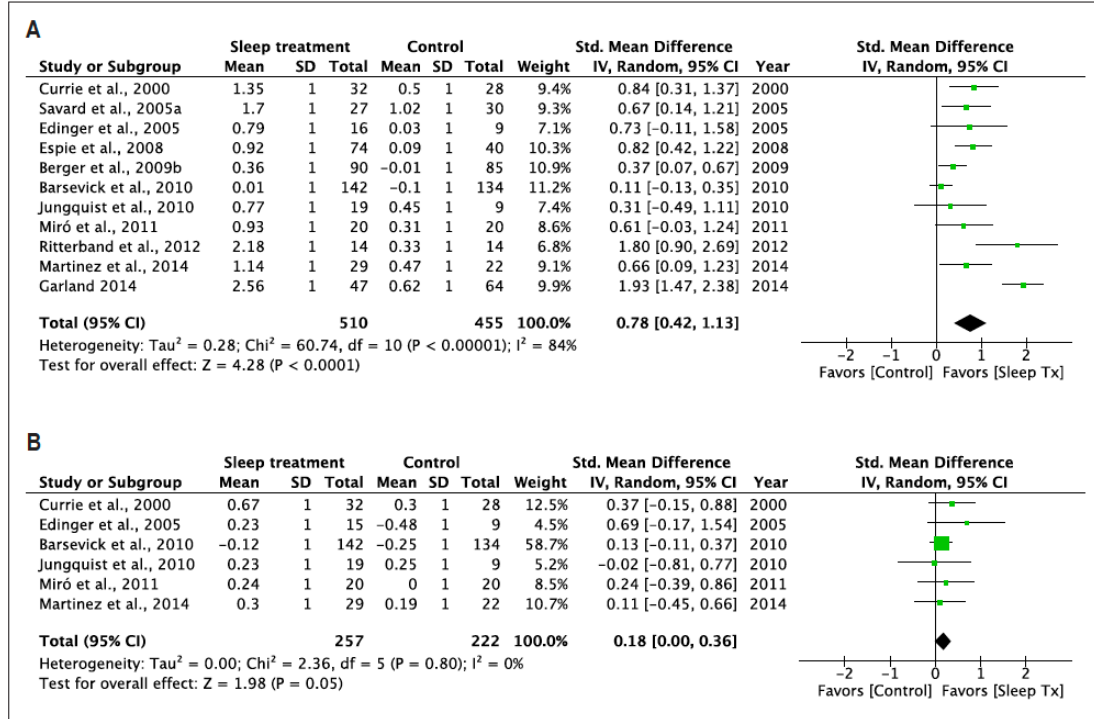 A
Sleep treatment Control Std. Mean Difference Std. Mean Difference
Study or Subgroup Mean SD Total Mean SD Total Weight IV, Random, 95% CI Year IV, Random, 95% CI
Currie et al., 2000 1.35 1 32 0.5 1 28 9.4% 0.84 [0.31, 1.37] 2000
Savard et al., 2005a 1.7 1 27 1.02 1 30 9.3% 0.67 [0.14, 1.21] 2005
Edinger et al., 2005 0.79 1 16 0.03 1 9 7.1% 0.73 [−0.11, 1.58] 2005
Espie et al., 2008 0.92 1 74 0.09 1 40 10.3% 0.82 [0.42, 1.22] 2008
Berger et al., 2009b 0.36 1 90 −0.01 1 85 10.9% 0.37 [0.07, 0.67] 2009
Barsevick et al., 2010 0.01 1 142 −0.1 1 134 11.2% 0.11 [−0.13, 0.35] 2010
Jungquist et al., 2010 0.77 1 19 0.45 1 9 7.4% 0.31 [−0.49, 1.11] 2010
Miró et al., 2011 0.93 1 20 0.31 1 20 8.6% 0.61 [−0.03, 1.24] 2011
Ritterband et al., 2012 2.18 1 14 0.33 1 14 6.8% 1.80 [0.90, 2.69] 2012
Martinez et al., 2014 1.14 1 29 0.47 1 22 9.1% 0.66 [0.09, 1.23] 2014
Garland 2014 2.56 1 47 0.62 1 64 9.9% 1.93 [1.47, 2.38] 2014
Total (95% CI) 510 455 100.0% 0.78 [0.42, 1.13]
Heterogeneity: Tau² = 0.28; Chi² = 60.74, df = 10 (P < 0.00001); I² = 84%
Test for overall effect: Z = 4.28 (P < 0.0001)
−2 −1 0 1 2
Favors [Control] Favors [Sleep Tx]
B
Sleep treatment Control Std. Mean Difference Std. Mean Difference
Study or Subgroup Mean SD Total Mean SD Total Weight IV, Random, 95% CI Year IV, Random, 95% CI
Currie et al., 2000 0.67 1 32 0.3 1 28 12.5% 0.37 [−0.15, 0.88] 2000
Edinger et al., 2005 0.23 1 15 −0.48 1 9 4.5% 0.69 [−0.17, 1.54] 2005
Barsevick et al., 2010 −0.12 1 142 −0.25 1 134 58.7% 0.13 [−0.11, 0.37] 2010
Jungquist et al., 2010 0.23 1 19 0.25 1 9 5.2% −0.02 [−0.81, 0.77] 2010
Miró et al., 2011 0.24 1 20 0 1 20 8.5% 0.24 [−0.39, 0.86] 2011
Martinez et al., 2014 0.3 1 29 0.19 1 22 10.7% 0.11 [−0.45, 0.66] 2014
Total (95% CI) 257 222 100.0% 0.18 [0.00, 0.36]
Heterogeneity: Tau² = 0.00; Chi² = 2.36, df = 5 (P = 0.80); I² = 0%
Test for overall effect: Z = 1.98 (P = 0.05)
−2 −1 0 1 2
Favors [Control] Favors [Sleep Tx]